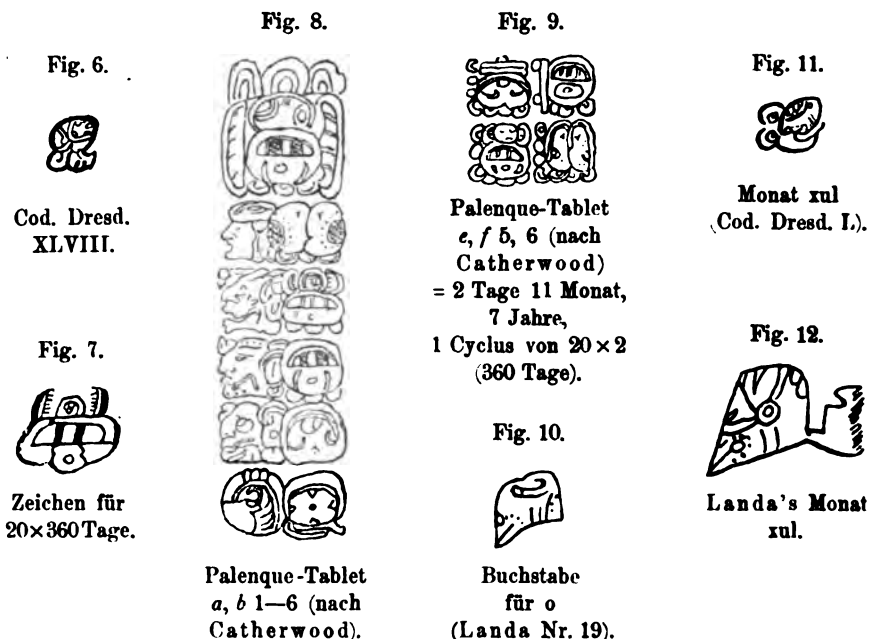 Fig. 6.
Cod. Dresd.
XLVIII.
Fig. 7.
Zeichen für
20×360 Tage.
Fig. 8.
Palenque-Tablet
a, b 1—6 (nach
Catherwood).
Fig. 9.
Palenque-Tablet
e, f 5, 6 (nach
Catherwood)
= 2 Tage 11 Monat,
7 Jahre,
1 Cyclus von 20×2
(360 Tage).
Fig. 10.
Buchstabe
für o
(Landa Nr. 19).
Fig. 11.
Monat xul
(Cod. Dresd. L).
Fig. 12.
Landa's Monat
xul.